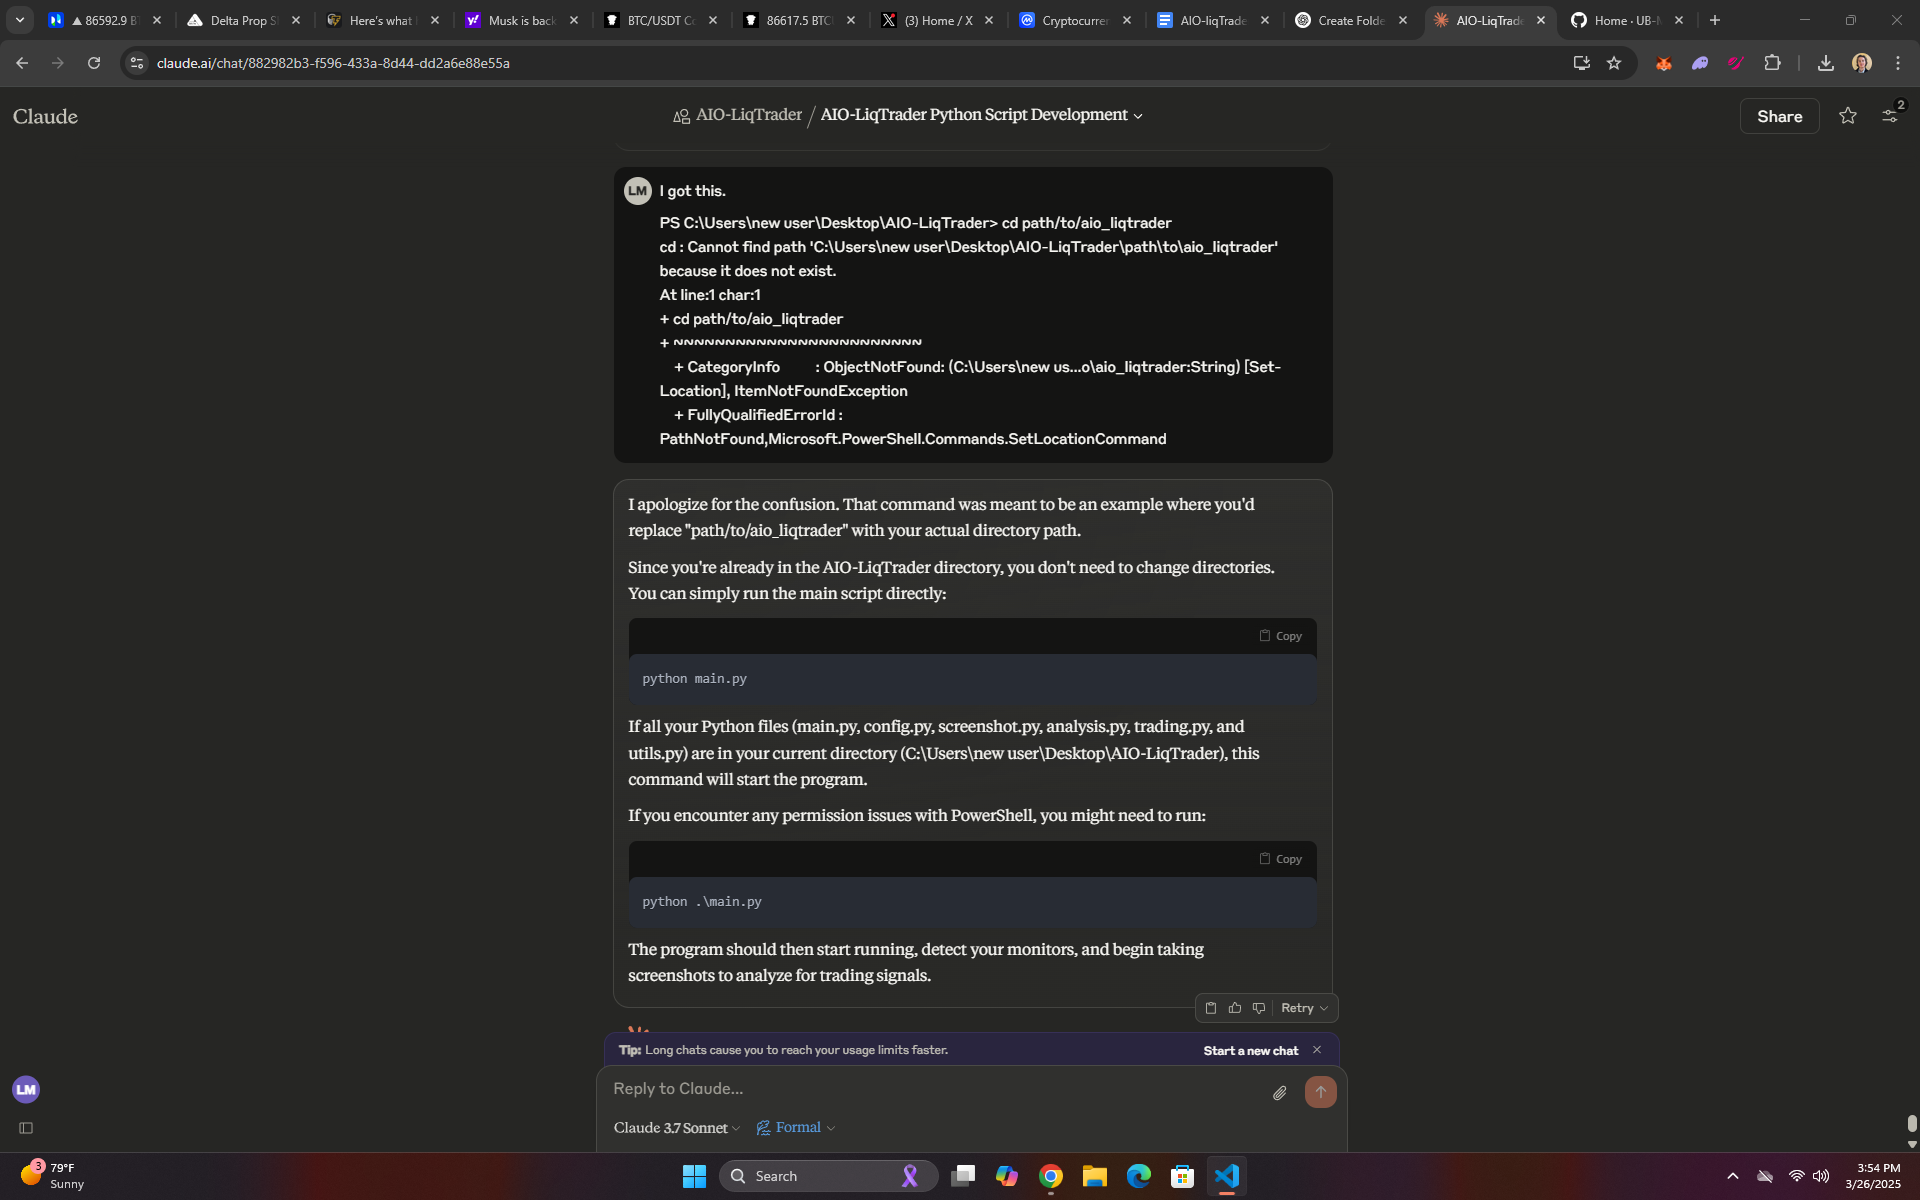 86592.9 B
Delta Prop S
Here's what
Musk is back
BTC/USDT Co
86617.5 BTC
(3) Home / X
Cryptocurren
AIO-liqTrade
Create Folde
AIO-LiqTrade
Home · UB-
claude.ai/chat/882982b3-f596-433a-8d44-dd2a6e88e55a
Claude
AIO-LiqTrader / AIO-LiqTrader Python Script Development
Share
2
LM
I got this.
PS C:\Users\new user\Desktop\AIO-LiqTrader> cd path/to/aio_liqtrader
cd : Cannot find path 'C:\Users\new user\Desktop\AIO-LiqTrader\path\to\aio_liqtrader'
because it does not exist.
At line:1 char:1
+ cd path/to/aio_liqtrader
+ ~~~~~~~~~~~~~~~~~~~~~~~~
+ CategoryInfo : ObjectNotFound: (C:\Users\new us...o\aio_liqtrader:String) [Set-
Location], ItemNotFoundException
+ FullyQualifiedErrorId :
PathNotFound,Microsoft.PowerShell.Commands.SetLocationCommand
I apologize for the confusion. That command was meant to be an example where you'd
replace "path/to/aio_liqtrader" with your actual directory path.
Since you're already in the AIO-LiqTrader directory, you don't need to change directories.
You can simply run the main script directly:
Copy
python main.py
If all your Python files (main.py, config.py, screenshot.py, analysis.py, trading.py, and
utils.py) are in your current directory (C:\Users\new user\Desktop\AIO-LiqTrader), this
command will start the program.
If you encounter any permission issues with PowerShell, you might need to run:
Copy
python .\main.py
The program should then start running, detect your monitors, and begin taking
screenshots to analyze for trading signals.
Retry
Tip: Long chats cause you to reach your usage limits faster.
Start a new chat
Reply to Claude...
Claude 3.7 Sonnet
Formal
LM
3
79°F
Sunny
Search
3:54 PM
3/26/2025